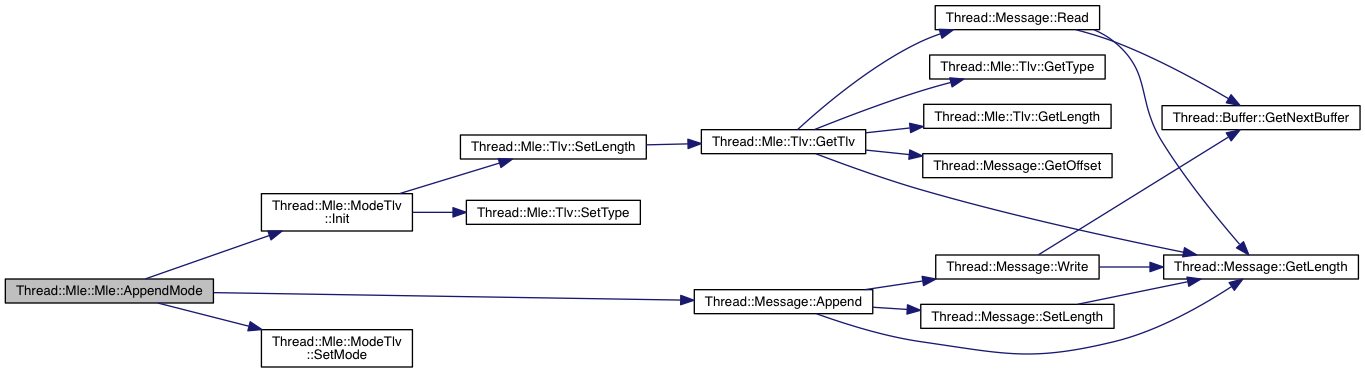 Thread::Mle::Mle::AppendMode
Thread::Mle::ModeTlv
::Init
Thread::Mle::Tlv::SetLength
Thread::Mle::Tlv::GetTlv
Thread::Message::Read
Thread::Buffer::GetNextBuffer
Thread::Message::GetLength
Thread::Mle::Tlv::GetType
Thread::Mle::Tlv::GetLength
Thread::Message::GetOffset
Thread::Mle::Tlv::SetType
Thread::Message::Append
Thread::Message::Write
Thread::Message::SetLength
Thread::Mle::ModeTlv
::SetMode